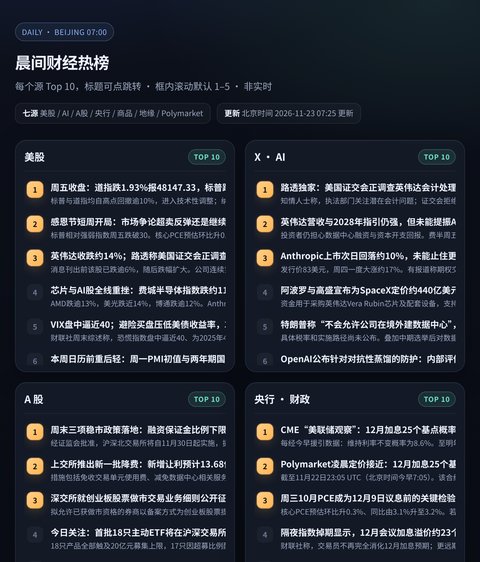 DAILY • BEIJING 07:00
晨间财经热榜
每个源 Top 10，标题可点跳转 • 框内滚动默认 1–5 • 非实时
七源 美股 / AI / A股 / 央行 / 商品 / 地缘 / Polymarket
更新 北京时间 2026-11-23 07:25 更新
美股
TOP 10
1
周五收盘：道指跌1.93%报48147.33，标普
标普与道指均自高点回撤逾10%，进入技术性调整；
2
感恩节短周开局：市场争论超卖反弹还是继续
标普相对强弱指数周五跌破30。核心PCE预估环比升0.
3
英伟达收跌约14%；路透称美国证交会正调查
消息刊出前该股已跌逾6%，随后跌幅扩大，公司连续
4
芯片与AI股全线重挫：费城半导体指数跌约1
AMD跌逾13%，美光跌近14%，博通跌逾12%。Anthr
5
VIX盘中逼近40；避险买盘压低美债收益率，
财联社周末综述称，恐慌指数盘中逼近40、为2025年
6
本周日历前重后轻：周一PMI初值与两年期国
X • AI
TOP 10
1
路透独家：美国证交会正调查英伟达会计处理
知情人士称，执法部门关注潜在会计问题；证交会拒
2
英伟达营收与2028年指引仍强，但未能提振A
投资者仍担心数据中心融资与资本开支回报。费半周五
3
Anthropic上市次日回落约10%，未能止住更
发行价83美元，周四一度大涨约17%。有报道称期权
4
阿波罗与高盛宣布为SpaceX定价约440亿美元
资金用于采购英伟达Vera Rubin芯片及配套设备，支
5
特朗普称“不会允许公司在境外建数据中心”，
具体税率和实施路径尚未公布。叠加中期选举后对数据
6
OpenAI公布针对对抗性蒸馏的防护：内部评估
A 股
TOP 10
1
周末三项稳市政策落地：融资保证金比例下限
经证监会批准，沪深北交易所将自11月30日起实施，
2
上交所推出新一批降费：新增让利预计13.68
措施包括免收交易单元使用费、减免数据中心相关服务
3
深交所就创业板股票做市交易业务细则公开征
拟允许已获做市资格的券商以备案方式为创业板股票提
4
今日关注：首批18只主动ETF将在沪深交易所
18只产品全部触及20亿元募集上限，17只因超募比例
央行 • 财政
TOP 10
1
CME“美联储观察”：12月加息25个基点概率
每经今早援引数据：维持利率不变概率为8.6%。至明
2
Polymarket凌晨定价接近：12月加息25个基
截至11月22日23:05 UTC（北京时间今早7:05），该合
3
周三10月PCE成为12月9日议息前的关键检验
核心PCE预估环比升0.3%、同比由3.1%升至3.2%。若
4
隔夜指数掉期显示，12月会议加息溢价约23个
财联社称，交易员不再完全消化12月加息预期；更远期